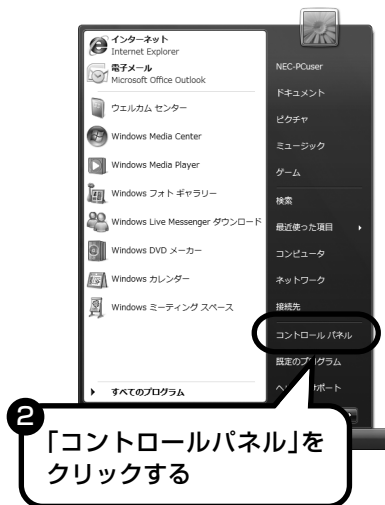 インターネット
Internet Explorer
電子メール
Microsoft Office Outlook
ウエルカム センター
Windows Media Center
Windows Media Player
Windows フォト ギャラリー
Windows Live Messenger ダウンロード
Windows DVD メーカー
Windows カレンダー
Windows ミーティング スペース
すべてのプログラム
NEC-PCuser
ドキュメント
ピクチャ
ミュージック
ゲーム
検索
最近使った項目
コンピュータ
ネットワーク
接続先
コントロール パネル
既定のプログラム
ポート
2
「コントロールパネル」を
クリックする